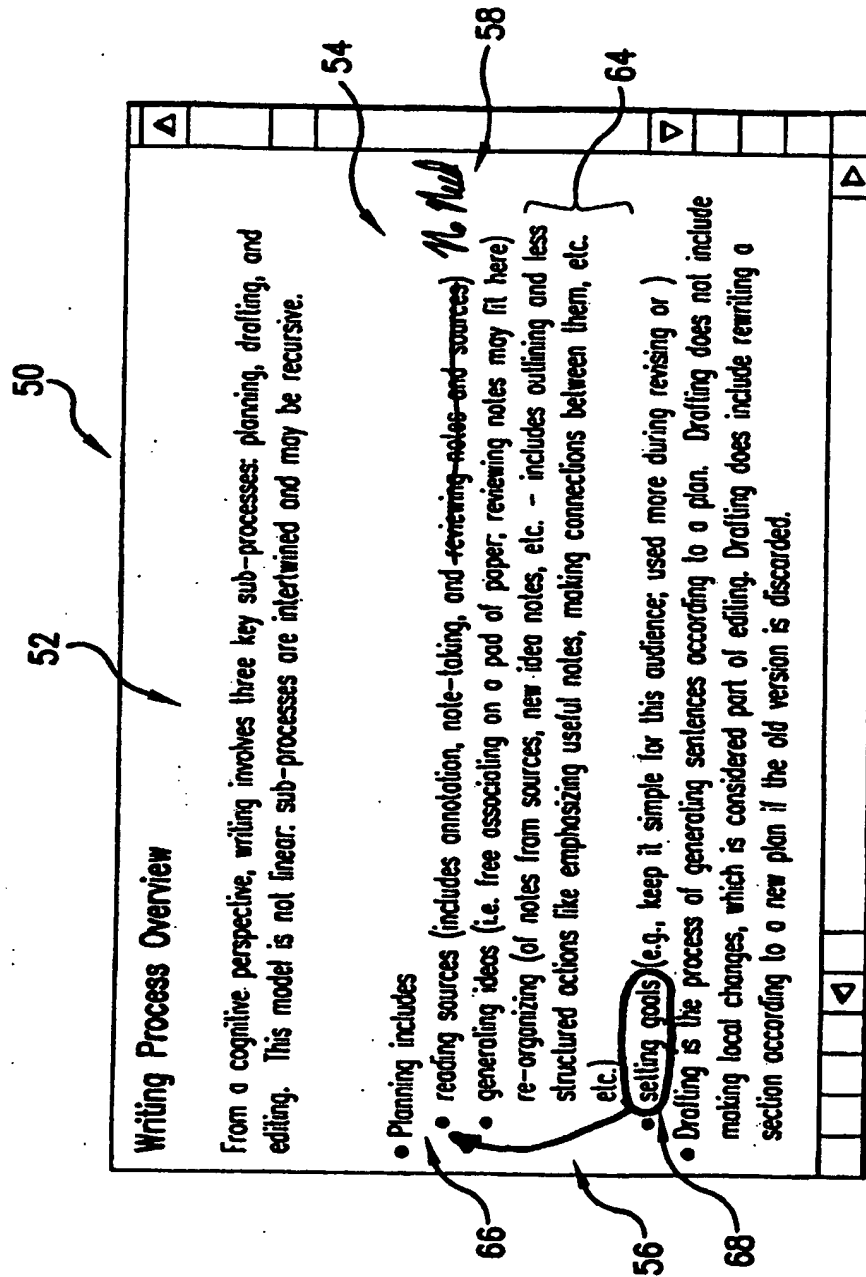 50
52
54
58
64
66
56
68
Writing Process Overview
From a cognitive perspective, writing involves three key sub-processes: planning, drafting, and
editing. This model is not linear: sub-processes are intertwined and may be recursive.
• Planning includes
• reading sources (includes annotation, note-taking, and reviewing notes and sources)
• generating ideas (i.e. free associating on a pad of paper; reviewing notes may fit here)
re-organizing (of notes from sources, new idea notes, etc. - includes outlining and less
structured actions like emphasizing useful notes, making connections between them, etc.
etc.)
• setting goals (e.g., keep it simple for this audience; used more during revising or )
• Drafting is the process of generating sentences according to a plan. Drafting does not include
making local changes, which is considered part of editing. Drafting does include rewriting a
section according to a new plan if the old version is discarded.